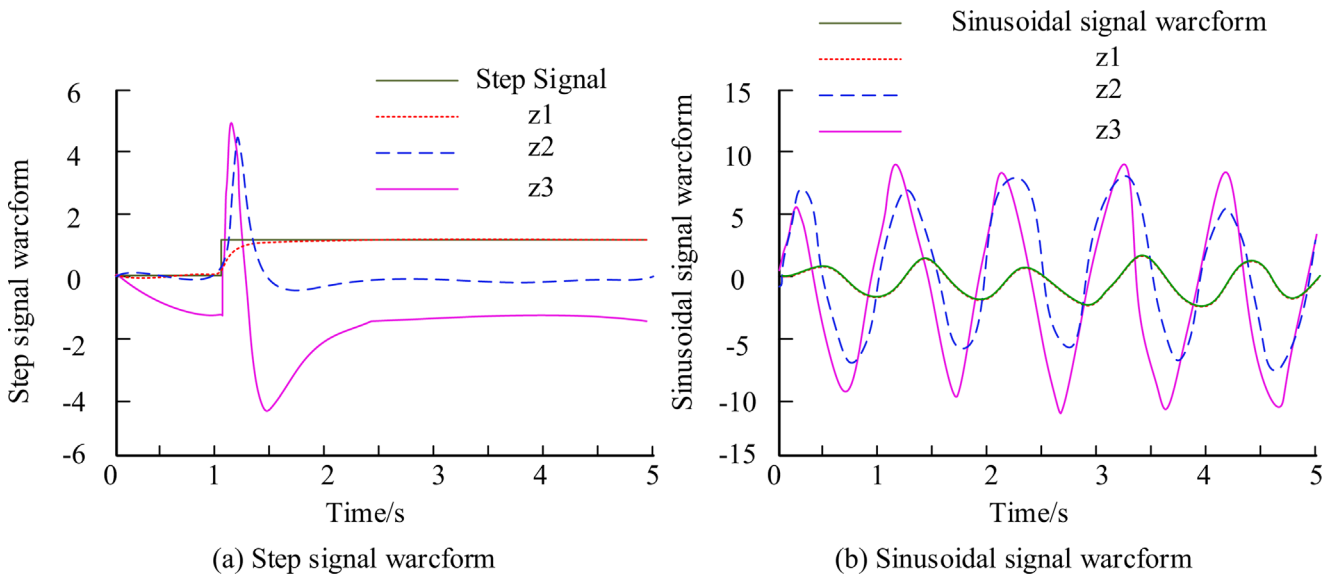 Step Signal
z1
z2
z3
6
4
2
0
-2
-4
-6
0
1
2
3
4
5
Step signal warcform
Time/s
(a) Step signal warcform
Sinusoidal signal warcform
z1
z2
z3
15
10
5
0
-5
-10
-15
0
1
2
3
4
5
Sinusoidal signal warcform
Time/s
(b) Sinusoidal signal warcform